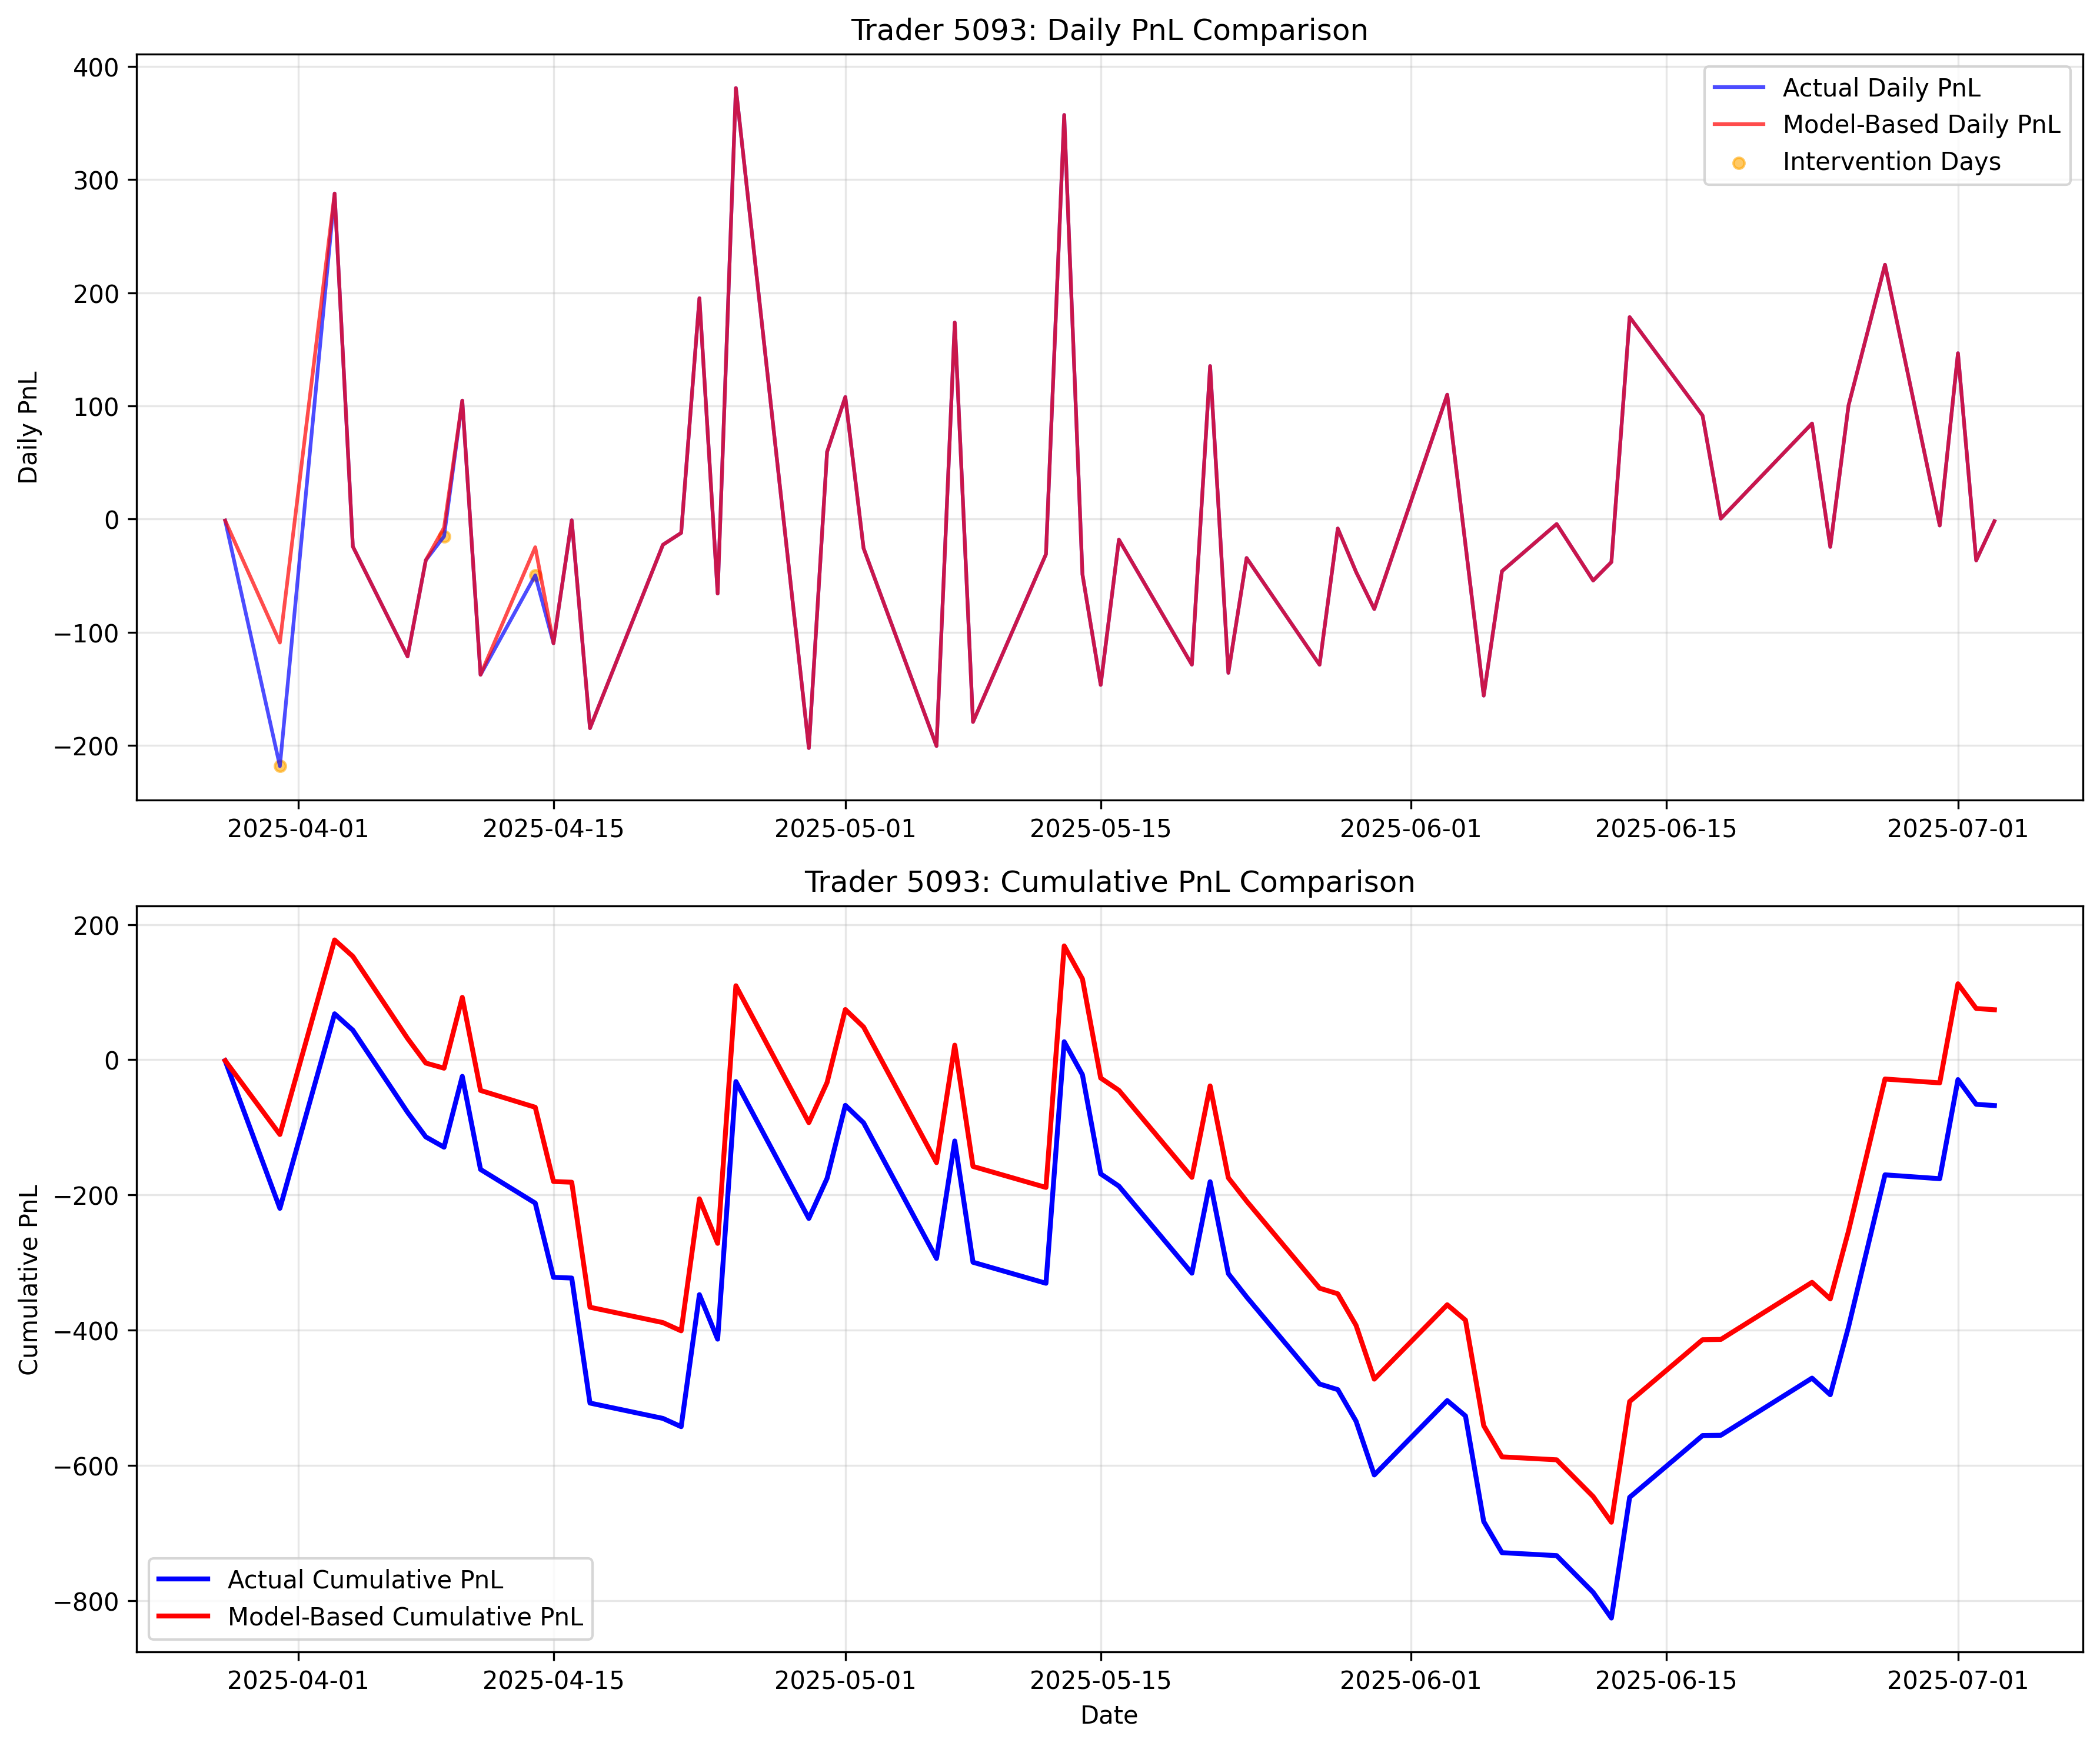 Trader 5093: Daily PnL Comparison
400
300
200
100
0
−100
−200
Daily PnL
Actual Daily PnL
Model-Based Daily PnL
Intervention Days
2025-04-01 2025-04-15 2025-05-01 2025-05-15 2025-06-01 2025-06-15 2025-07-01
Trader 5093: Cumulative PnL Comparison
200
0
−200
−400
−600
−800
Cumulative PnL
Actual Cumulative PnL
Model-Based Cumulative PnL
2025-04-01 2025-04-15 2025-05-01 2025-05-15 2025-06-01 2025-06-15 2025-07-01
Date